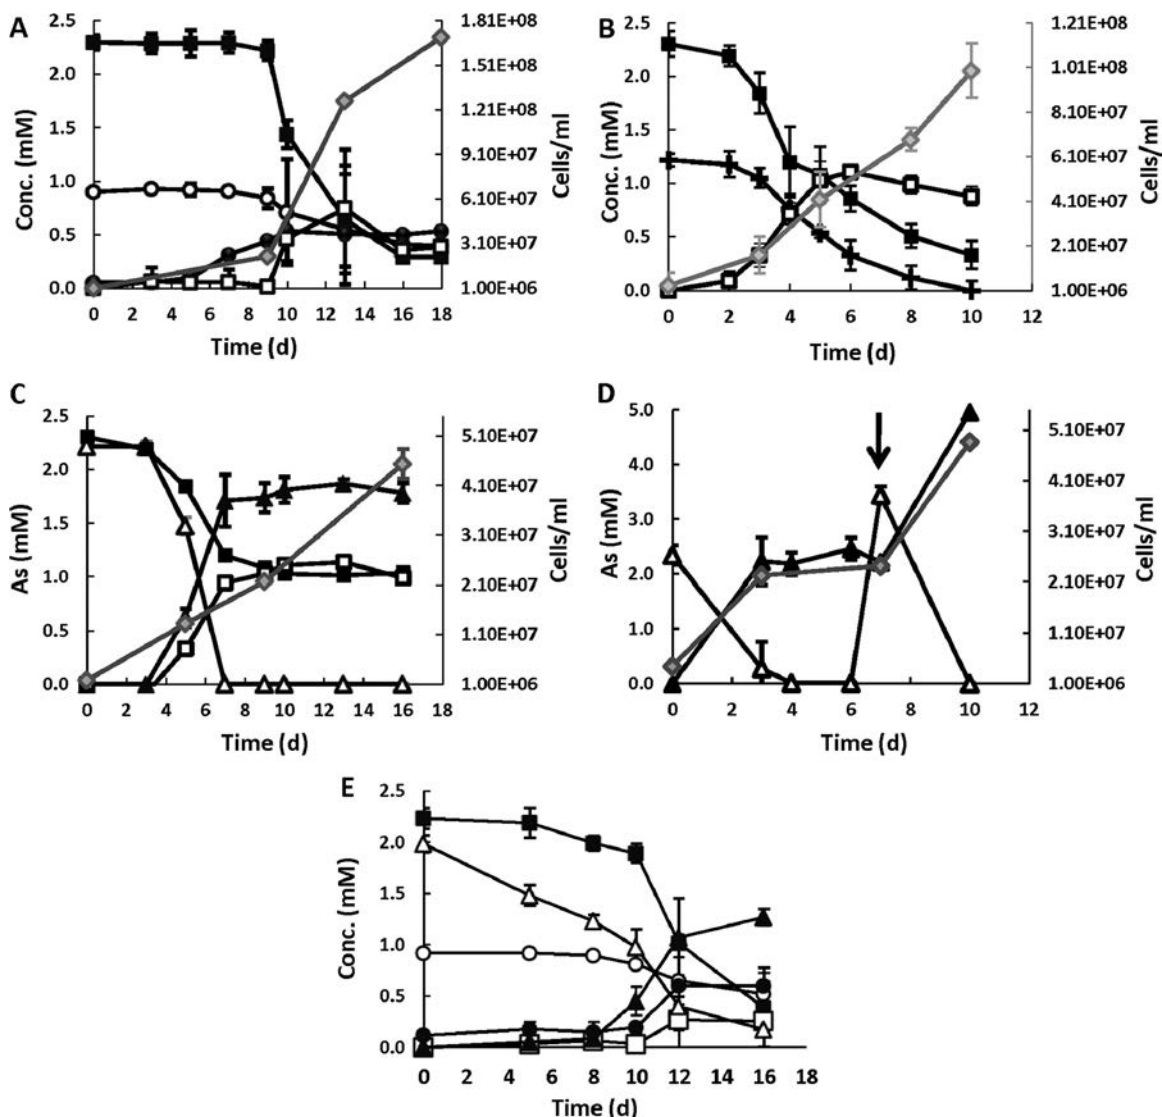 A
2.5
2.0
1.5
1.0
0.5
0.0
Conc. (mM)
0 2 4 6 8 10 12 14 16 18
Time (d)
1.81E+08
1.51E+08
1.21E+08
9.10E+07
6.10E+07
3.10E+07
1.00E+06
Cells/ml
B
2.5
2.0
1.5
1.0
0.5
0.0
Conc. (mM)
0 2 4 6 8 10 12
Time (d)
1.21E+08
1.01E+08
8.10E+07
6.10E+07
4.10E+07
2.10E+07
1.00E+06
Cells/ml
C
2.5
2.0
1.5
1.0
0.5
0.0
As (mM)
0 2 4 6 8 10 12 14 16 18
Time (d)
5.10E+07
4.10E+07
3.10E+07
2.10E+07
1.10E+07
1.00E+06
Cells/ml
D
5.0
4.0
3.0
2.0
1.0
0.0
As (mM)
0 2 4 6 8 10 12
Time (d)
5.10E+07
4.10E+07
3.10E+07
2.10E+07
1.10E+07
1.00E+06
Cells/ml
E
2.5
2.0
1.5
1.0
0.5
0.0
Conc. (mM)
0 2 4 6 8 10 12 14 16 18
Time (d)